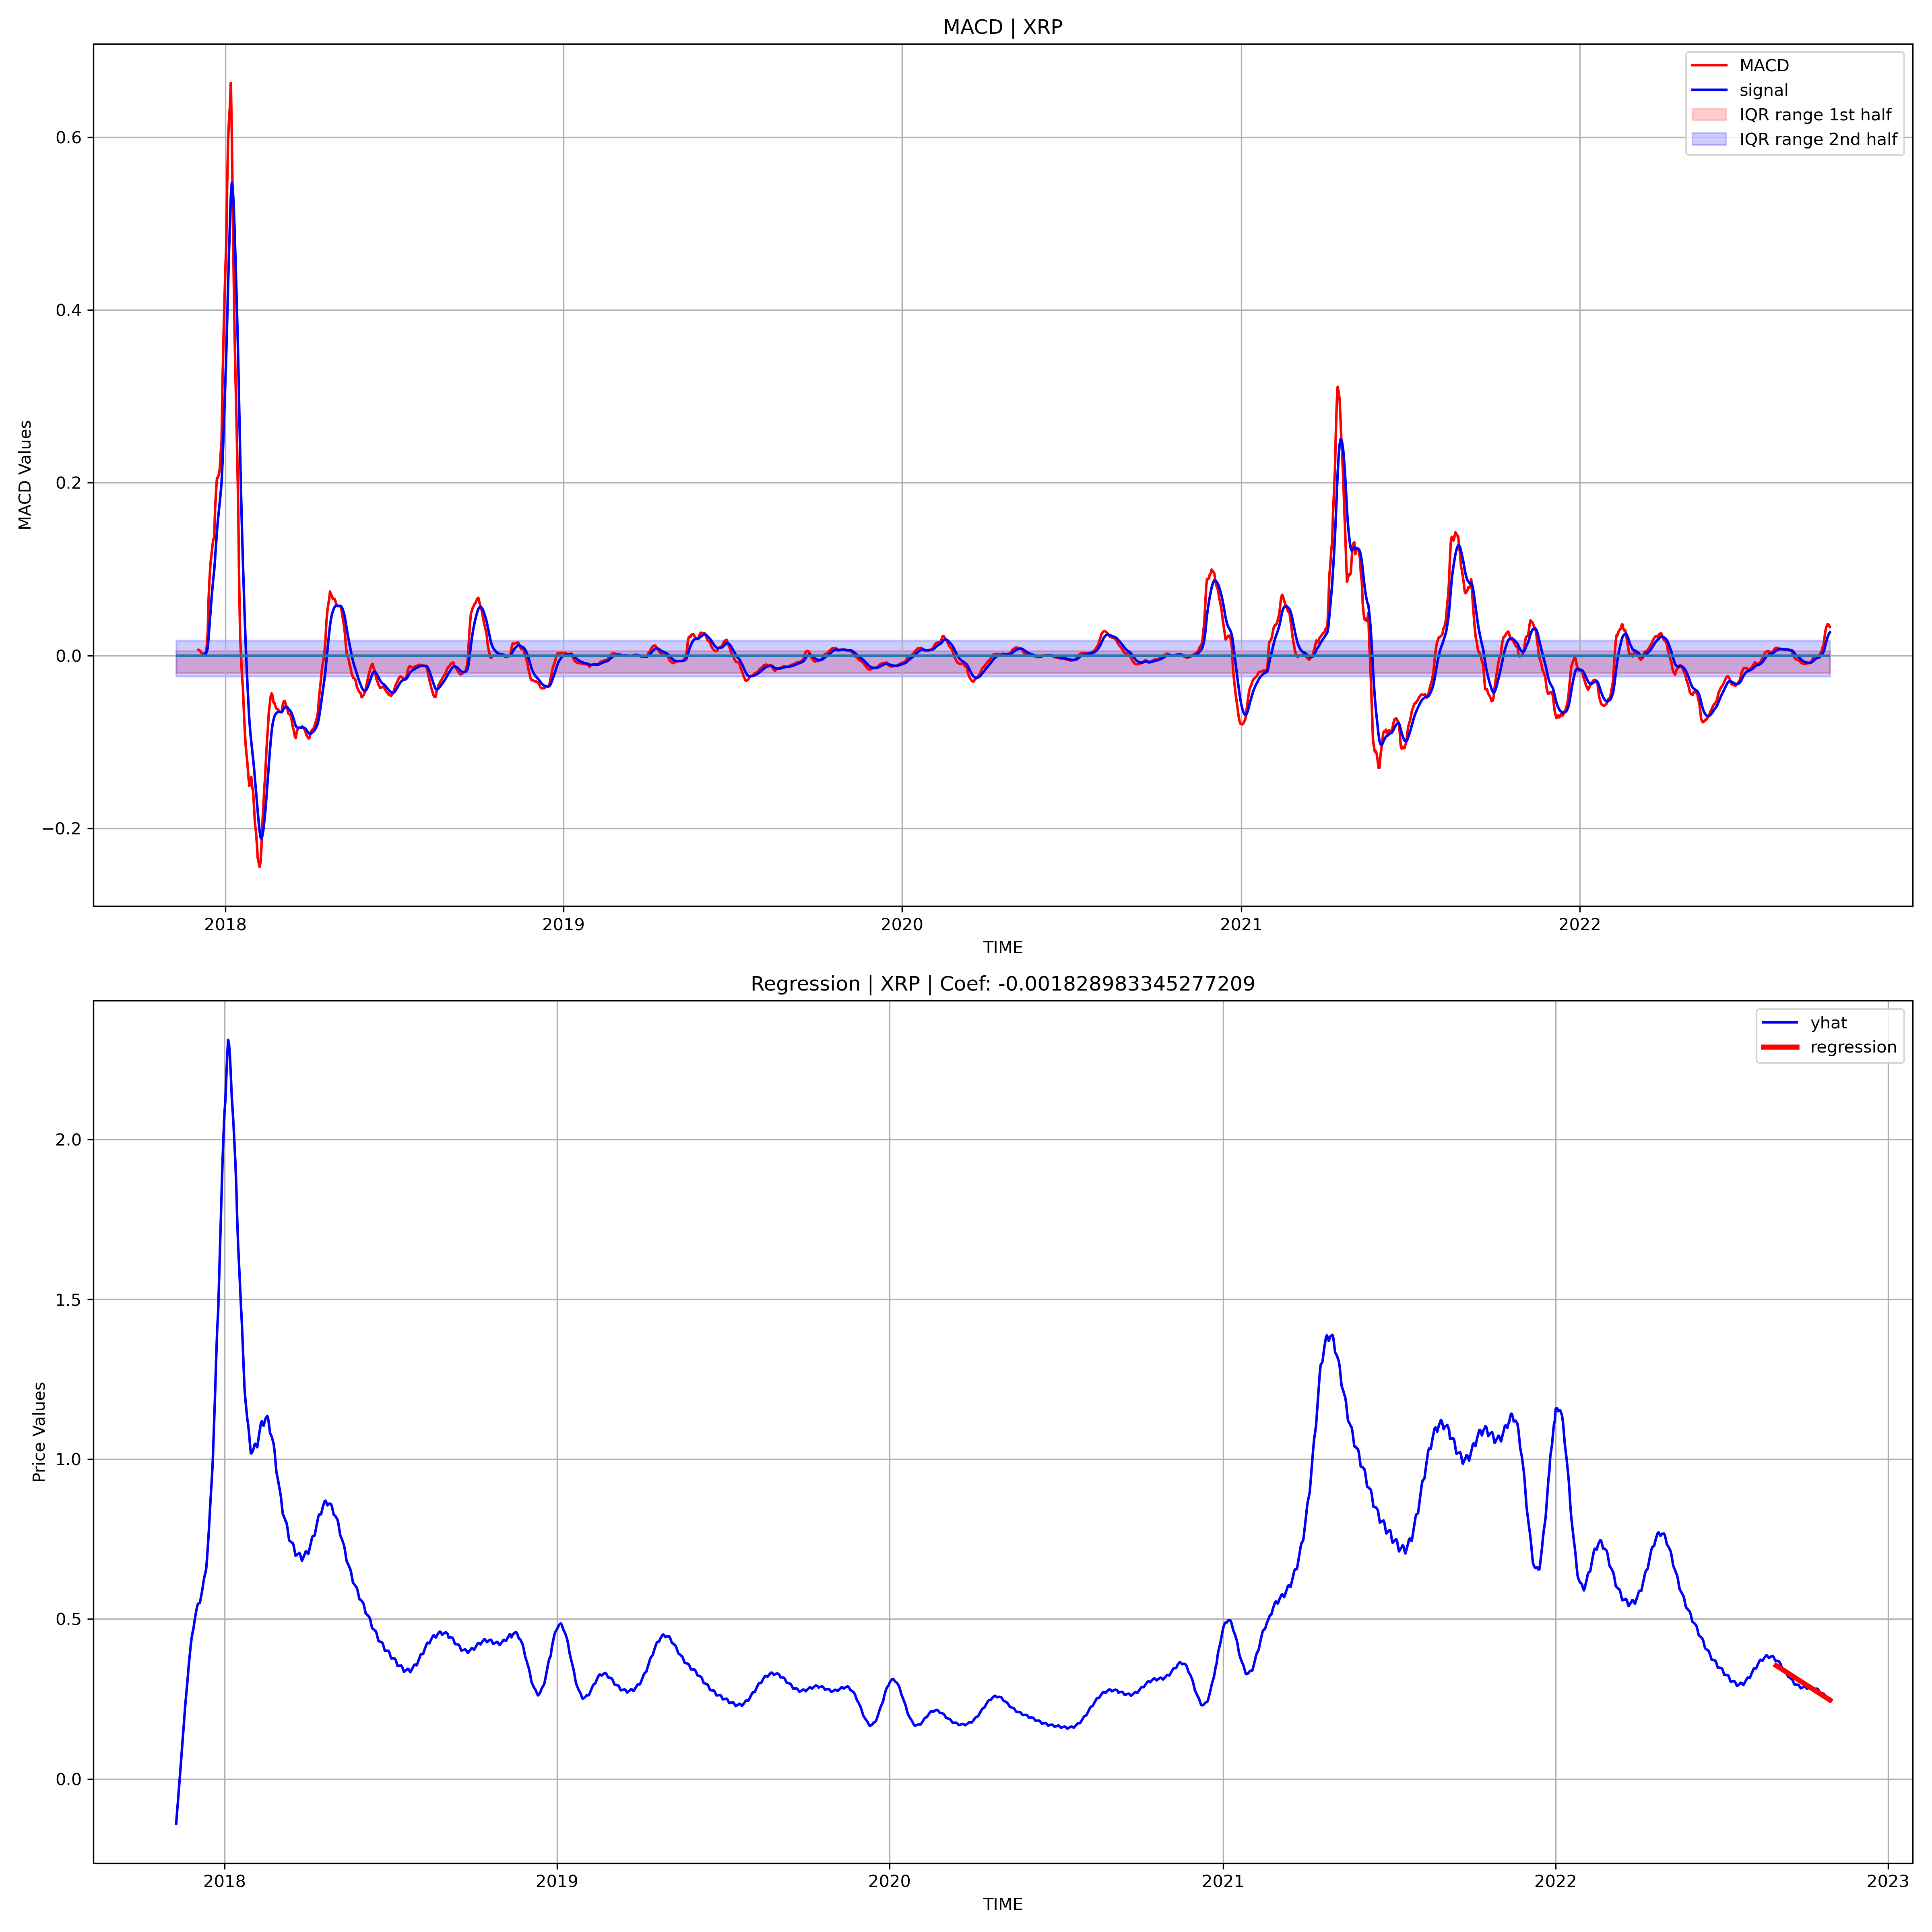 MACD | XRP
MACD
signal
IQR range 1st half
IQR range 2nd half
0.6
0.4
0.2
0.0
−0.2
MACD Values
2018
2019
2020
2021
2022
TIME
Regression | XRP | Coef: -0.001828983345277209
yhat
regression
2.0
1.5
1.0
0.5
0.0
Price Values
2018
2019
2020
2021
2022
2023
TIME